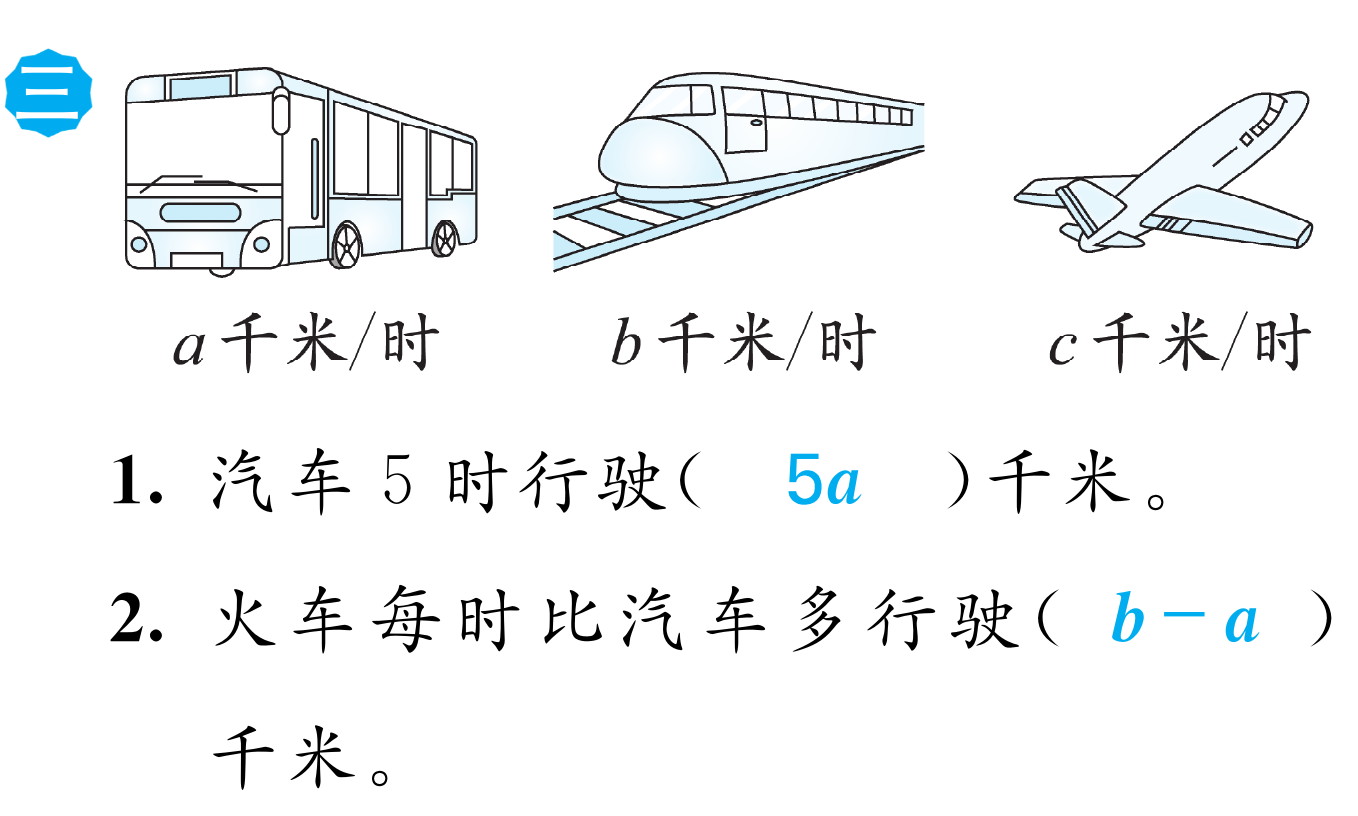 三
a千米/时 b千米/时 c千米/时
1. 汽车5时行驶( 5a )千米。
2. 火车每时比汽车多行驶( b－a )
千米。